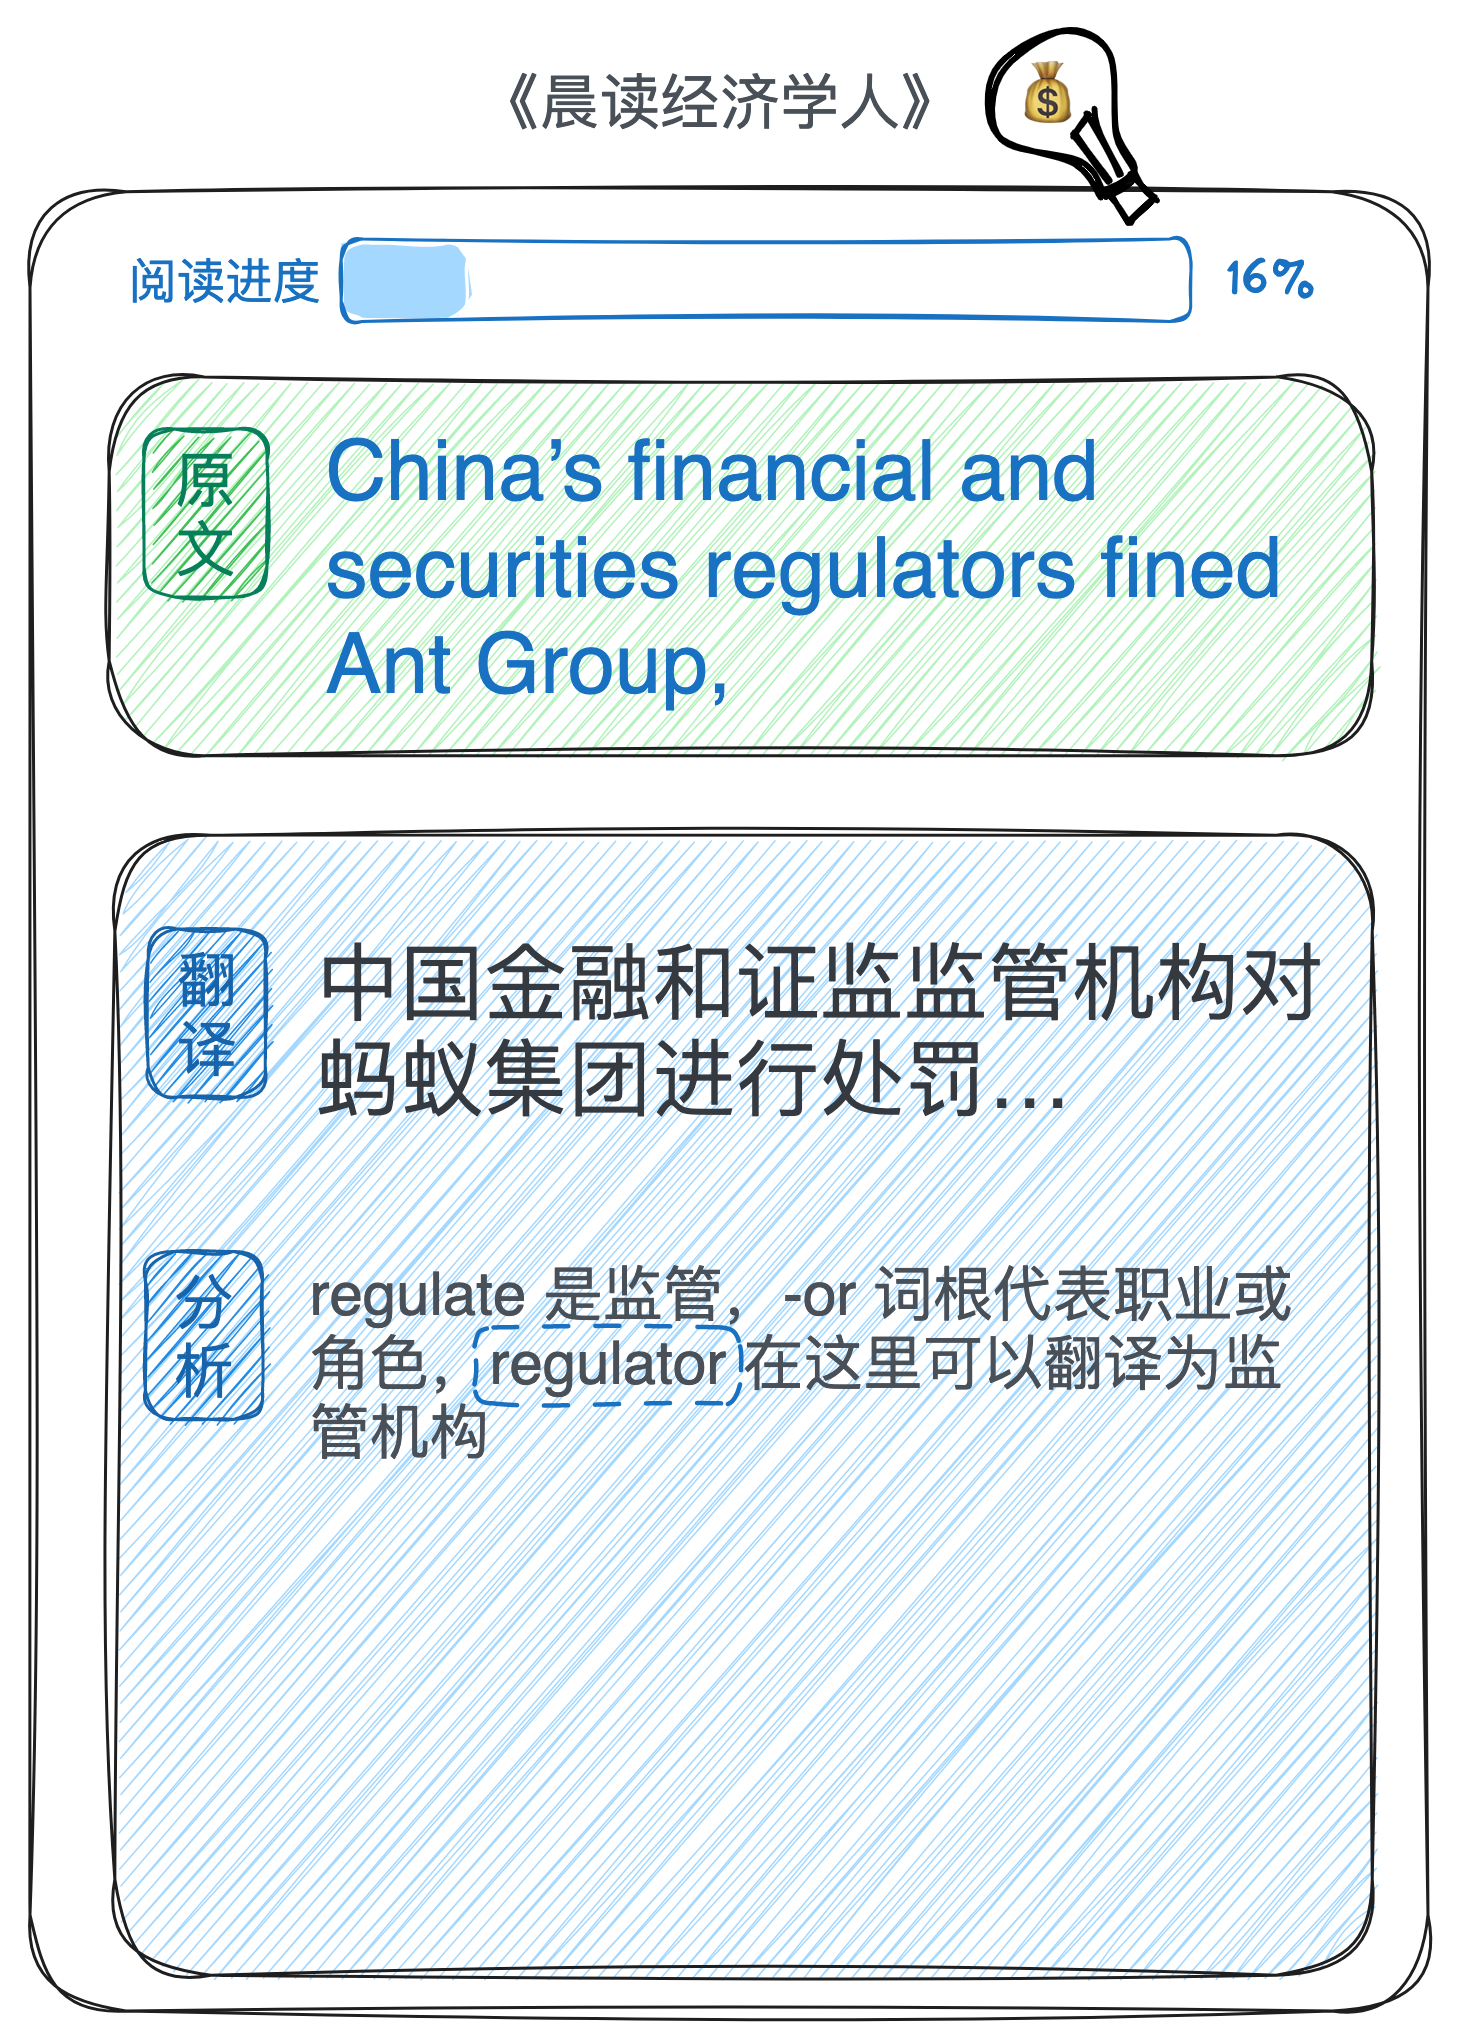 《晨读经济学人》
$
阅读进度
16%
原
文
China’s financial and
securities regulators fined
Ant Group,
翻
译
中国金融和证监监管机构对
蚂蚁集团进行处罚…
分
析
regulate 是监管，-or 词根代表职业或
角色，regulator 在这里可以翻译为监
管机构